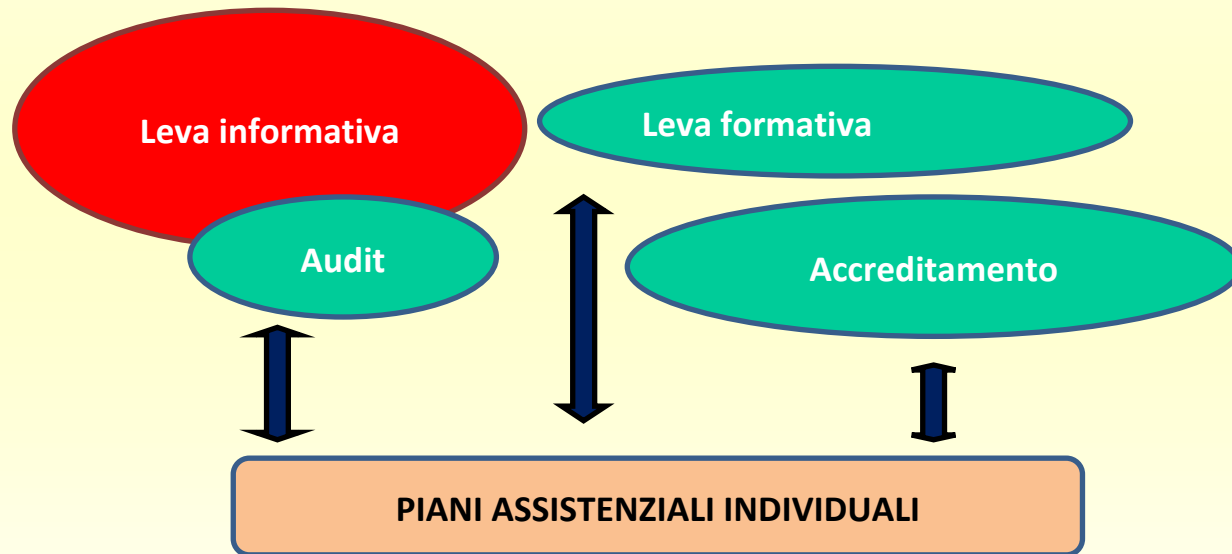 Leva informativa
Leva formativa
Audit
Accreditamento
PIANI ASSISTENZIALI INDIVIDUALI